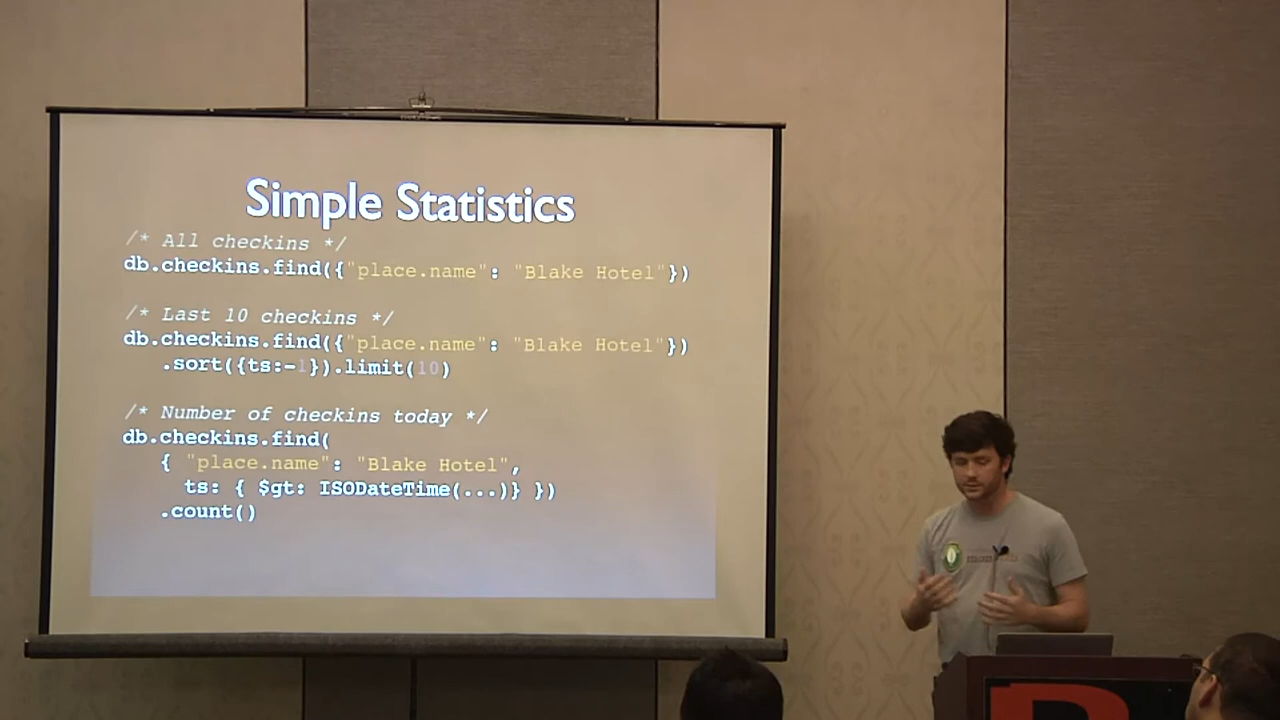 Simple Statistics
/* All checkins */
db.checkins.find({"place.name": "Blake Hotel"})
/* Last 10 checkins */
db.checkins.find({"place.name": "Blake Hotel"})
.sort({ts:-1}).limit(10)
/* Number of checkins today */
db.checkins.find(
{ "place.name": "Blake Hotel",
ts: { $gt: ISODateTime(...)} })
.count()